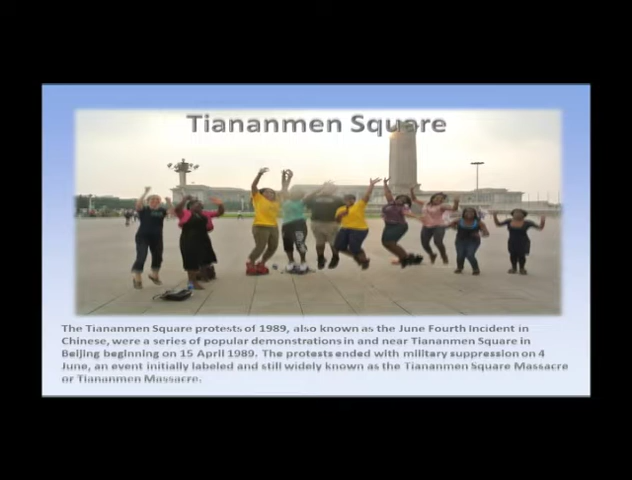 Tiananmen Square
The Tiananmen Square protests of 1989, also known as the June Fourth Incident in
Chinese, were a series of popular demonstrations in and near Tiananmen Square in
Beijing beginning on 15 April 1989. The protests ended with military suppression on 4
June, an event initially labeled and still widely known as the Tiananmen Square Massacre
or Tiananmen Massacre.